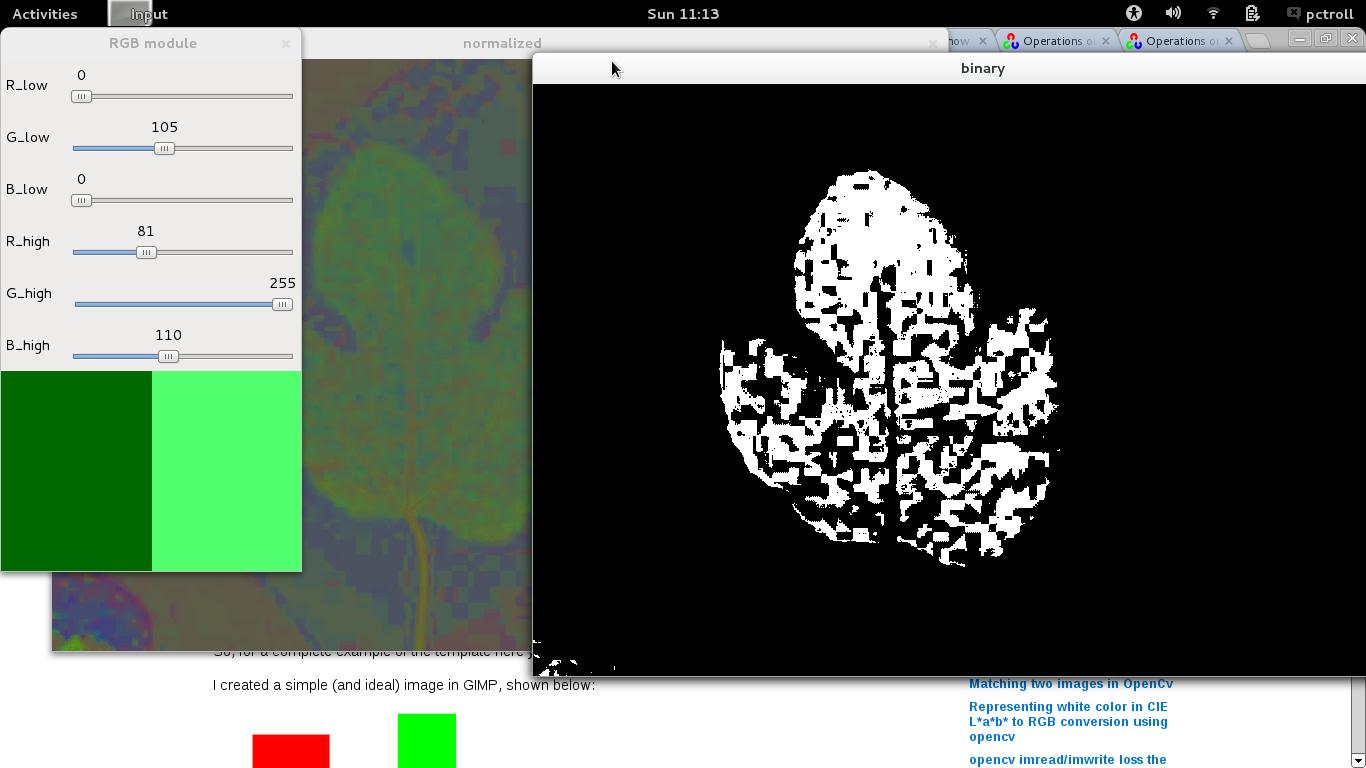 Activities
Input
Sun 11:13
pctroll
RGB module
normalized
now
Operations o
Operations o
binary
R_low
0
G_low
105
B_low
0
R_high
81
G_high
255
B_high
110
So, for a complete example of the template here y
I created a simple (and ideal) image in GIMP, shown below:
Matching two images in OpenCv
Representing white color in CIE
L*a*b* to RGB conversion using
opencv
opencv imread/imwrite loss the